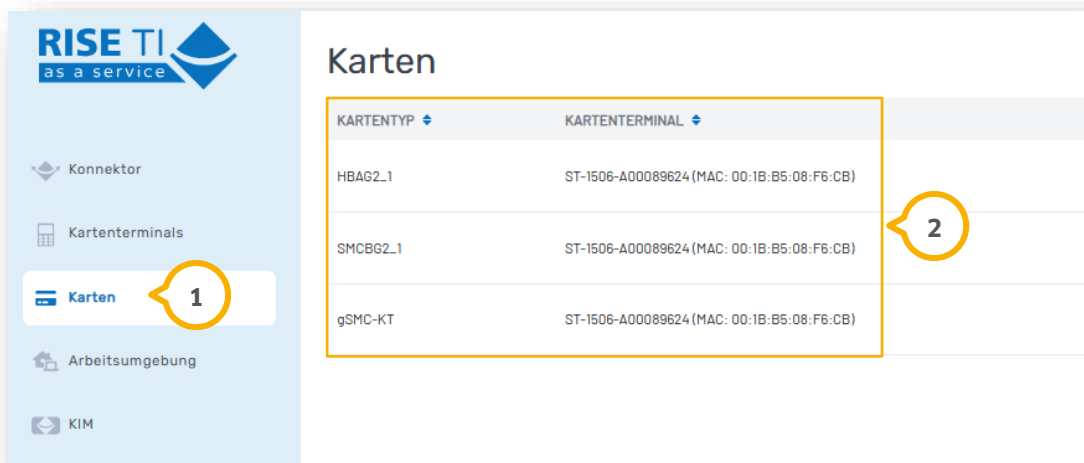 RISE TI
as a service
Konnektor
Kartenterminals
Karten
1
Arbeitsumgebung
KIM
Karten
KARTENTYP KARTENTERMINAL
HBAG2_1 ST-1506-A00089624 (MAC: 00:1B:B5:08:F6:CB)
SMCBG2_1 ST-1506-A00089624 (MAC: 00:1B:B5:08:F6:CB)
gSMC-KT ST-1506-A00089624 (MAC: 00:1B:B5:08:F6:CB)
2